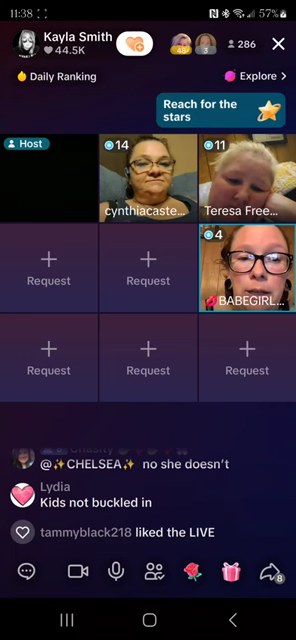 11:38
57%
Kayla Smith
44.5K
286
Daily Ranking
Explore >
Reach for the
stars
Host
14
cynthiacaste...
11
Teresa Free...
Request
Request
4
BABEGIRL...
Request
Request
Request
@✨CHELSEA✨ no she doesn't
Lydia
Kids not buckled in
tammyblack218 liked the LIVE
8